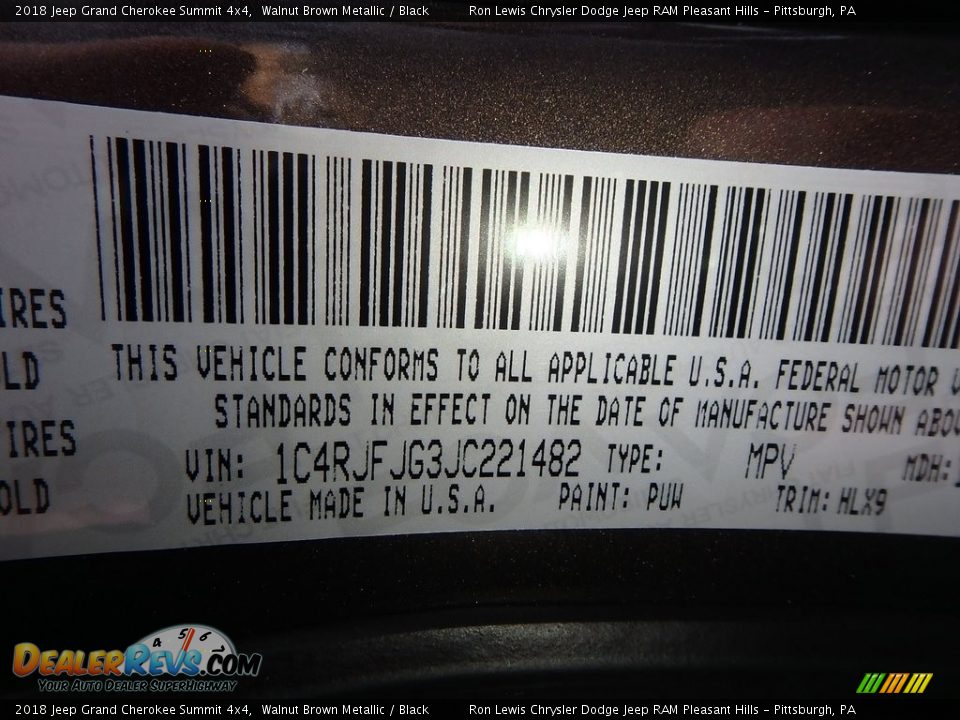 2018 Jeep Grand Cherokee Summit 4x4, Walnut Brown Metallic / Black Ron Lewis Chrysler Dodge Jeep RAM Pleasant Hills - Pittsburgh, PA
IRES
LD
IRES
OLD
THIS VEHICLE CONFORMS TO ALL APPLICABLE U.S.A. FEDERAL MOTOR
STANDARDS IN EFFECT ON THE DATE OF MANUFACTURE SHOWN ABO
VIN: 1C4RJFJG3JC221482 TYPE: MPV MDH:
VEHICLE MADE IN U.S.A. PAINT: PUW TRIM: HLX9
4 5 6
DealerRevs.com
Your Auto Dealer SuperHighway
2018 Jeep Grand Cherokee Summit 4x4, Walnut Brown Metallic / Black Ron Lewis Chrysler Dodge Jeep RAM Pleasant Hills - Pittsburgh, PA